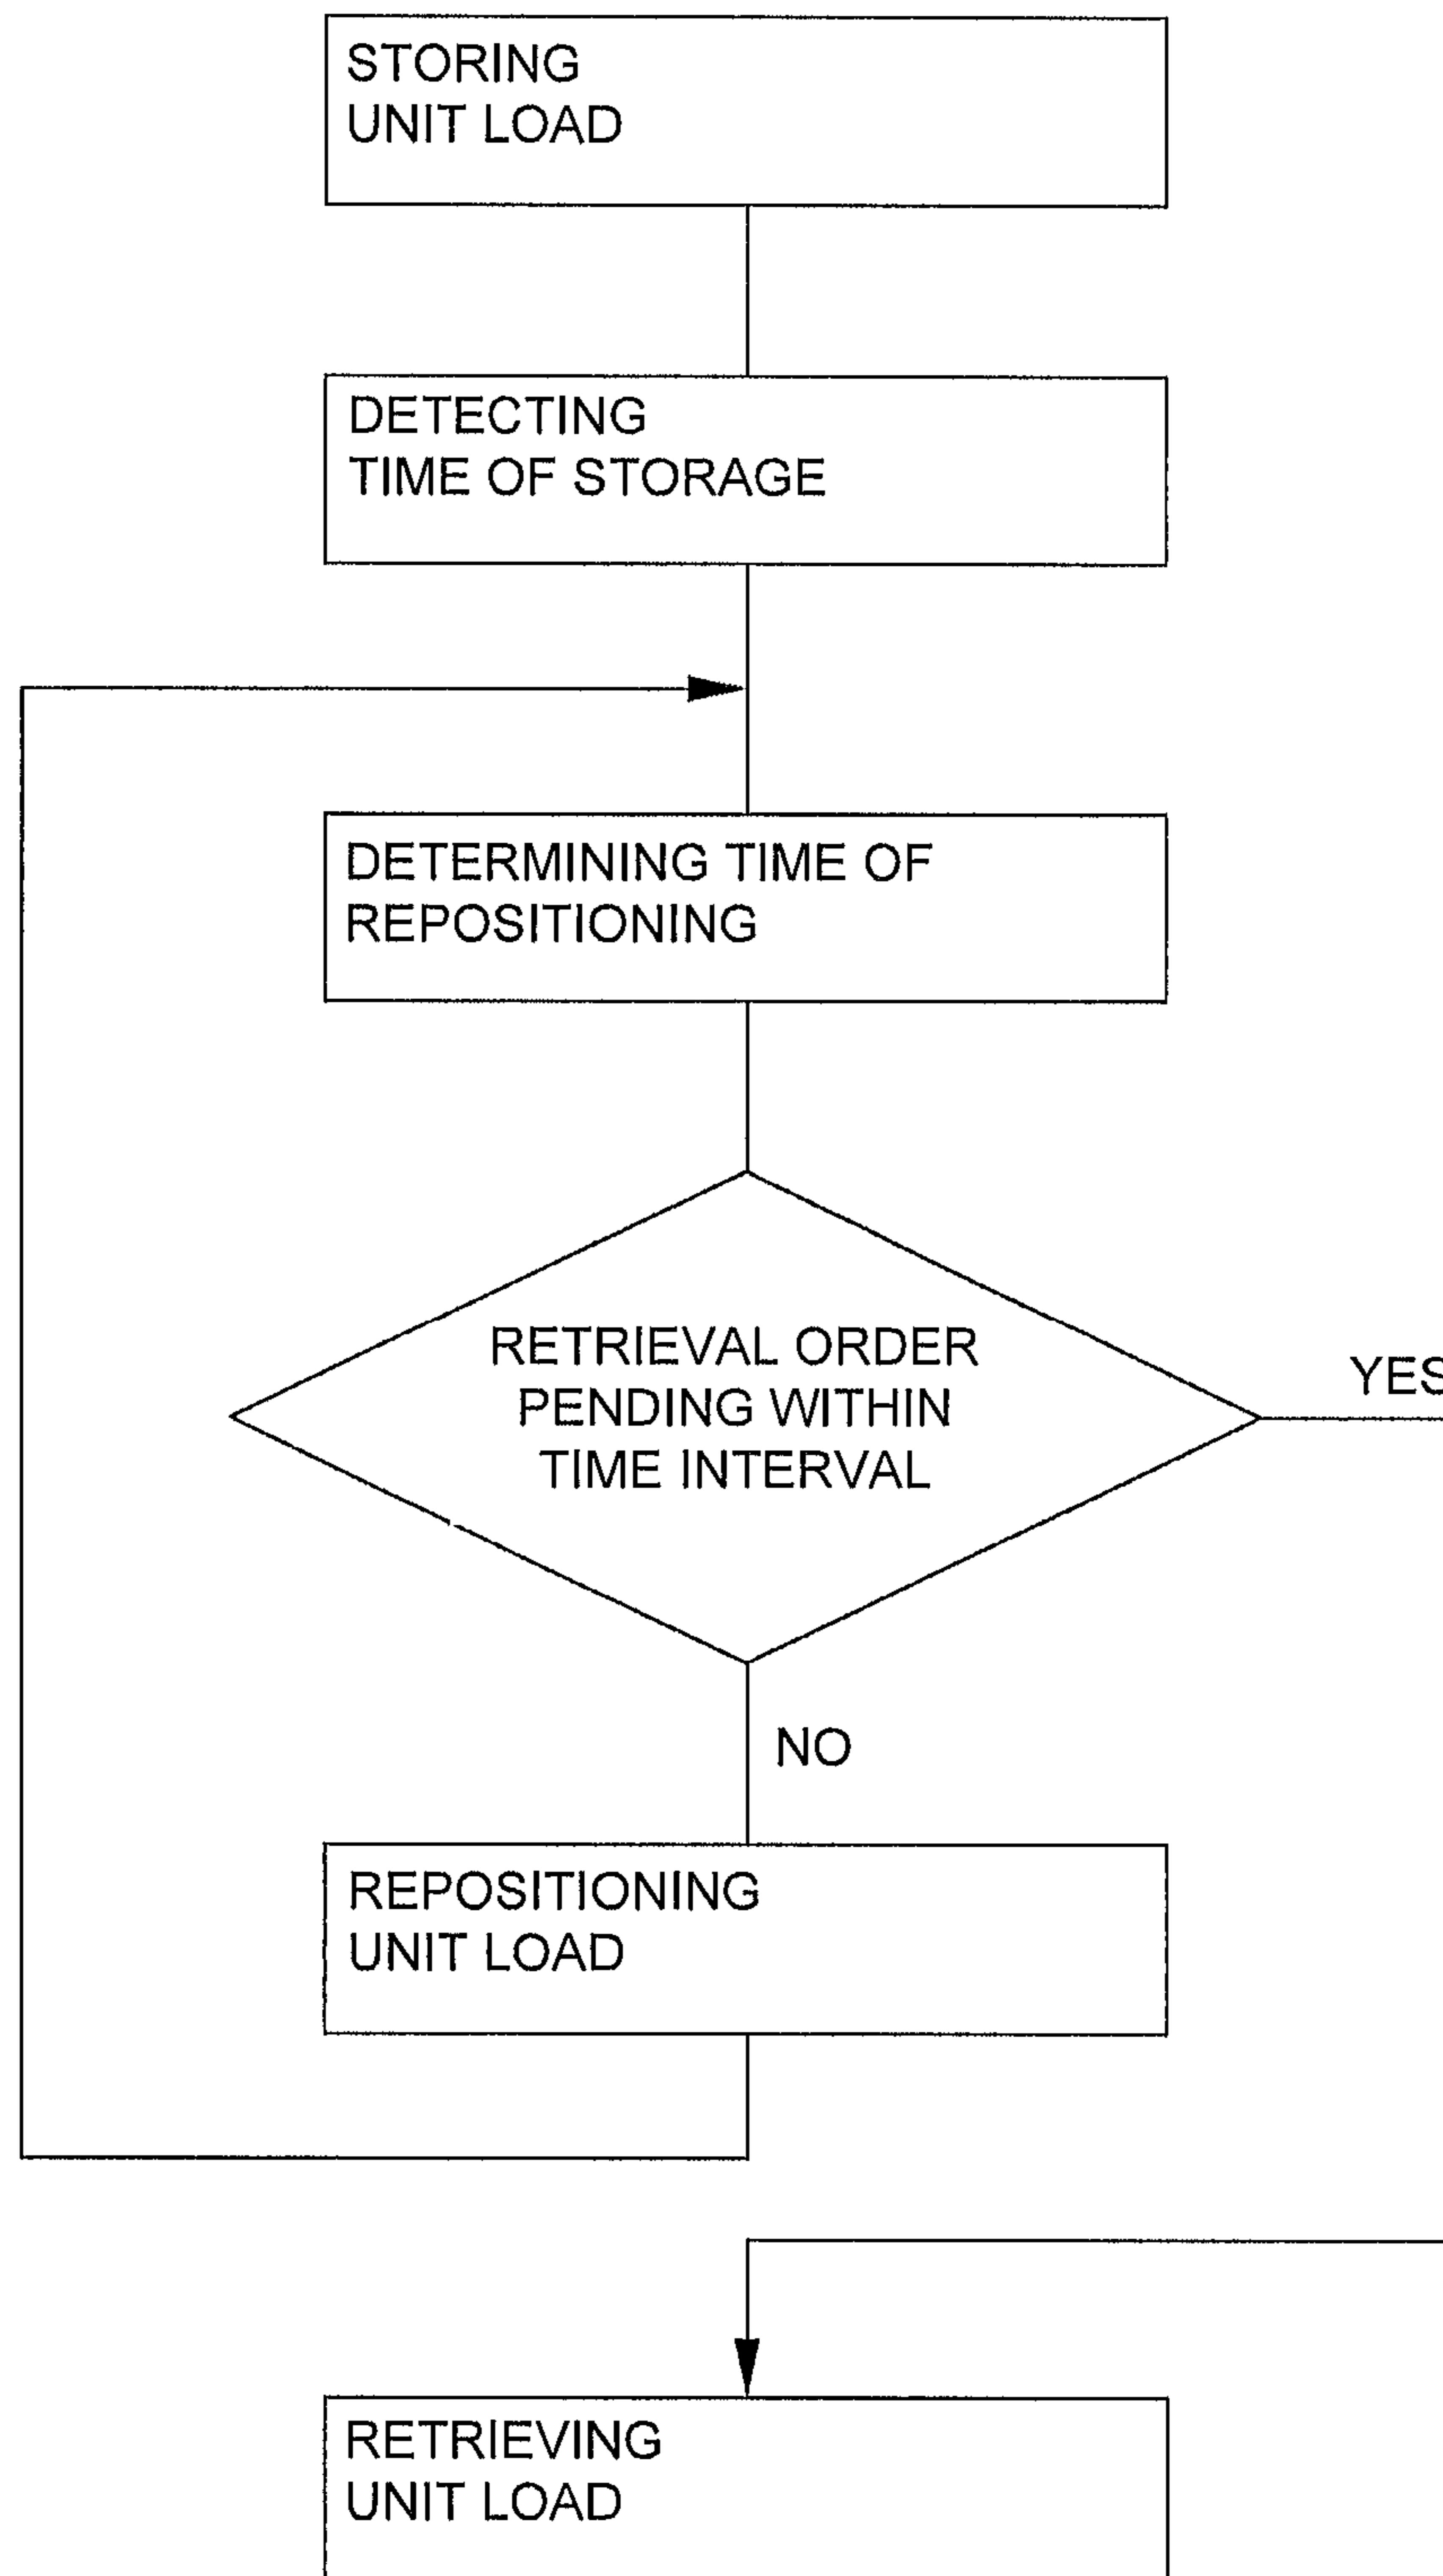 STORING
UNIT LOAD
DETECTING
TIME OF STORAGE
DETERMINING TIME OF
REPOSITIONING
RETRIEVAL ORDER
PENDING WITHIN
TIME INTERVAL
YES
NO
REPOSITIONING
UNIT LOAD
RETRIEVING
UNIT LOAD